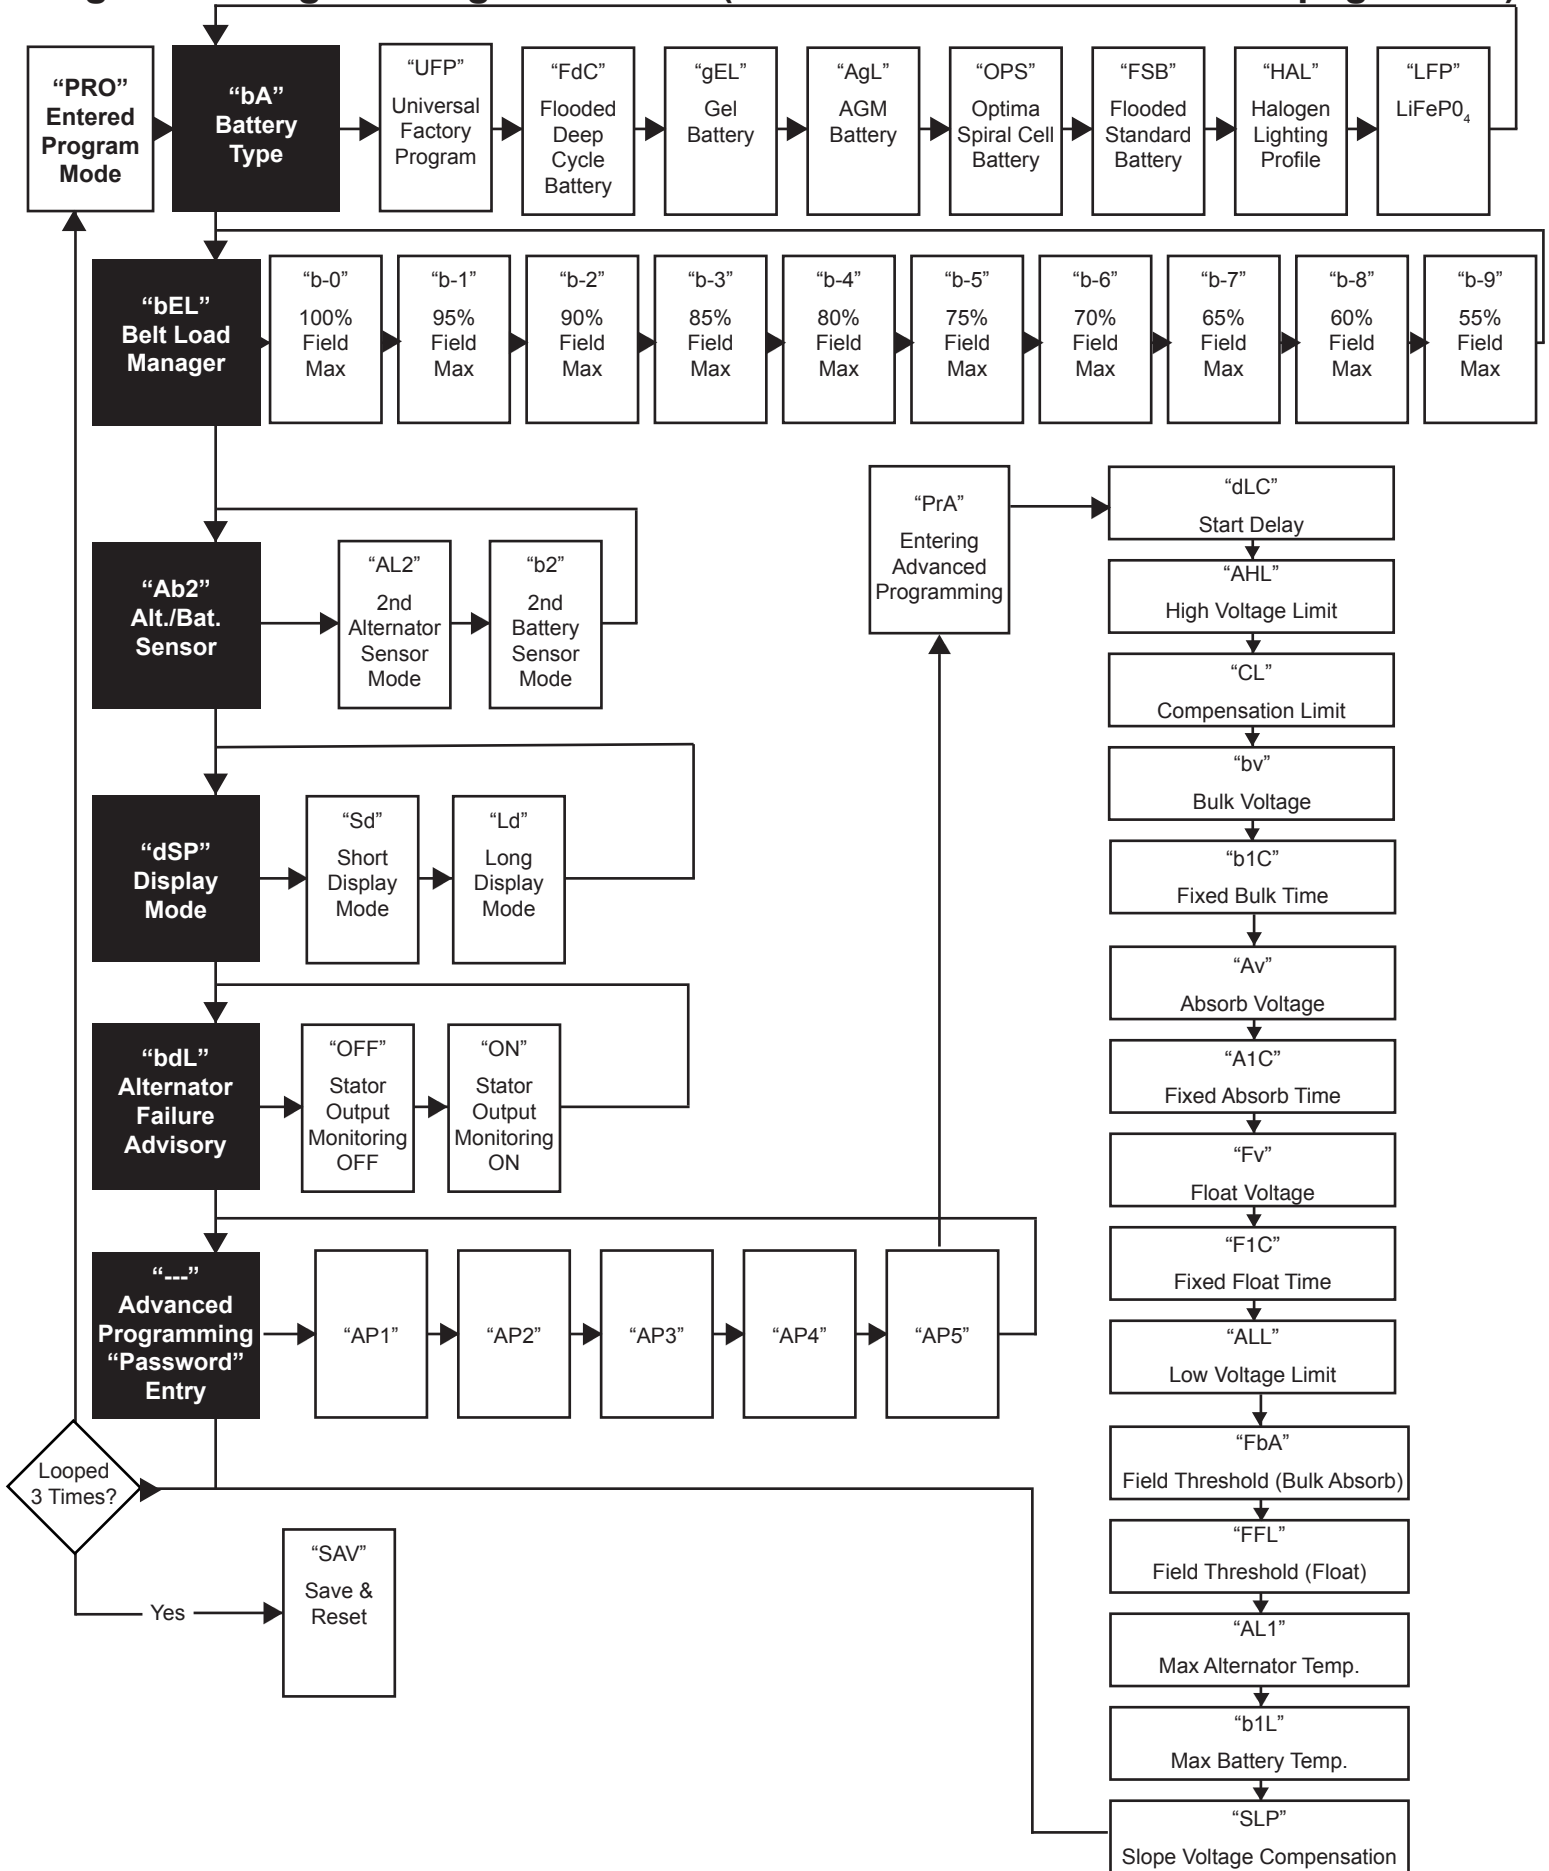 “PRO”
Entered
Program
Mode
“bA”
Battery
Type
“UFP”
Universal
Factory
Program
“FdC”
Flooded
Deep
Cycle
Battery
“gEL”
Gel
Battery
“AgL”
AGM
Battery
“OPS”
Optima
Spiral Cell
Battery
“FSB”
Flooded
Standard
Battery
“HAL”
Halogen
Lighting
Profile
“LFP”
LiFeP0₄
“bEL”
Belt Load
Manager
“b-0”
100%
Field
Max
“b-1”
95%
Field
Max
“b-2”
90%
Field
Max
“b-3”
85%
Field
Max
“b-4”
80%
Field
Max
“b-5”
75%
Field
Max
“b-6”
70%
Field
Max
“b-7”
65%
Field
Max
“b-8”
60%
Field
Max
“b-9”
55%
Field
Max
“Ab2”
Alt./Bat.
Sensor
“AL2”
2nd
Alternator
Sensor
Mode
“b2”
2nd
Battery
Sensor
Mode
“dSP”
Display
Mode
“Sd”
Short
Display
Mode
“Ld”
Long
Display
Mode
“bdL”
Alternator
Failure
Advisory
“OFF”
Stator
Output
Monitoring
OFF
“ON”
Stator
Output
Monitoring
ON
“---”
Advanced
Programming
“Password”
Entry
“AP1”
“AP2”
“AP3”
“AP4”
“AP5”
Looped
3 Times?
Yes
“SAV”
Save &
Reset
“PrA”
Entering
Advanced
Programming
“dLC”
Start Delay
“AHL”
High Voltage Limit
“CL”
Compensation Limit
“bv”
Bulk Voltage
“b1C”
Fixed Bulk Time
“Av”
Absorb Voltage
“A1C”
Fixed Absorb Time
“Fv”
Float Voltage
“F1C”
Fixed Float Time
“ALL”
Low Voltage Limit
“FbA”
Field Threshold (Bulk Absorb)
“FFL”
Field Threshold (Float)
“AL1”
Max Alternator Temp.
“b1L”
Max Battery Temp.
“SLP”
Slope Voltage Compensation